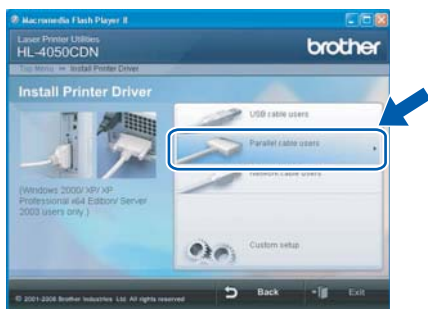 Macromedia Flash Player 8
Laser Printer Utilities
HL-4050CDN
brother
Top Menu >> Install Printer Driver
Install Printer Driver
USB cable users
Parallel cable users
Network cable users
(Windows 2000/ XP/ XP
Professional x64 Edition/ Server
2003 users only.)
Custom setup
© 2001-2006 Brother Industries, Ltd. All rights reserved
Back
Exit